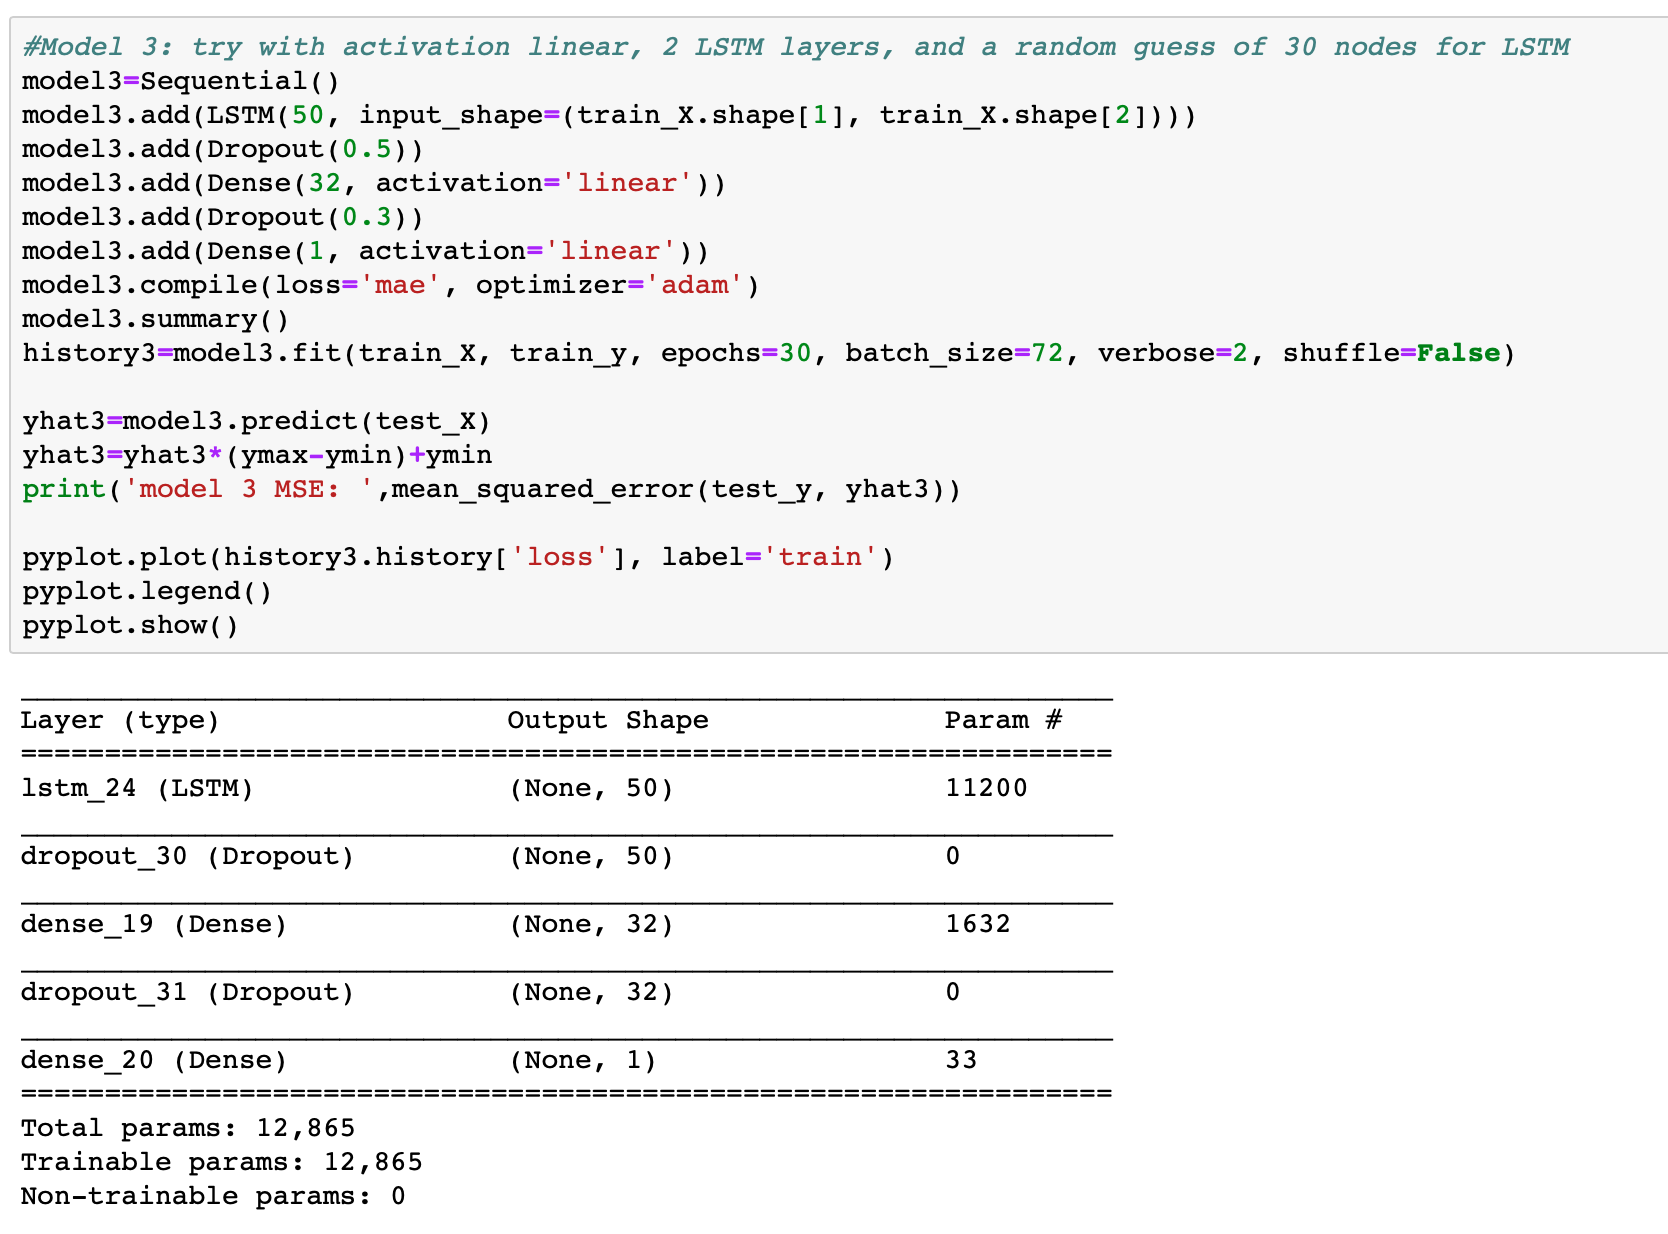 #Model 3: try with activation linear, 2 LSTM layers, and a random guess of 30 nodes for LSTM
model3=Sequential()
model3.add(LSTM(50, input_shape=(train_X.shape[1], train_X.shape[2])))
model3.add(Dropout(0.5))
model3.add(Dense(32, activation='linear'))
model3.add(Dropout(0.3))
model3.add(Dense(1, activation='linear'))
model3.compile(loss='mae', optimizer='adam')
model3.summary()
history3=model3.fit(train_X, train_y, epochs=30, batch_size=72, verbose=2, shuffle=False)

yhat3=model3.predict(test_X)
yhat3=yhat3*(ymax-ymin)+ymin
print('model 3 MSE: ',mean_squared_error(test_y, yhat3))

pyplot.plot(history3.history['loss'], label='train')
pyplot.legend()
pyplot.show()

_________________________________________________________________
Layer (type)                 Output Shape              Param #
=================================================================
lstm_24 (LSTM)               (None, 50)                11200
_________________________________________________________________
dropout_30 (Dropout)         (None, 50)                0
_________________________________________________________________
dense_19 (Dense)             (None, 32)                1632
_________________________________________________________________
dropout_31 (Dropout)         (None, 32)                0
_________________________________________________________________
dense_20 (Dense)             (None, 1)                 33
=================================================================
Total params: 12,865
Trainable params: 12,865
Non-trainable params: 0